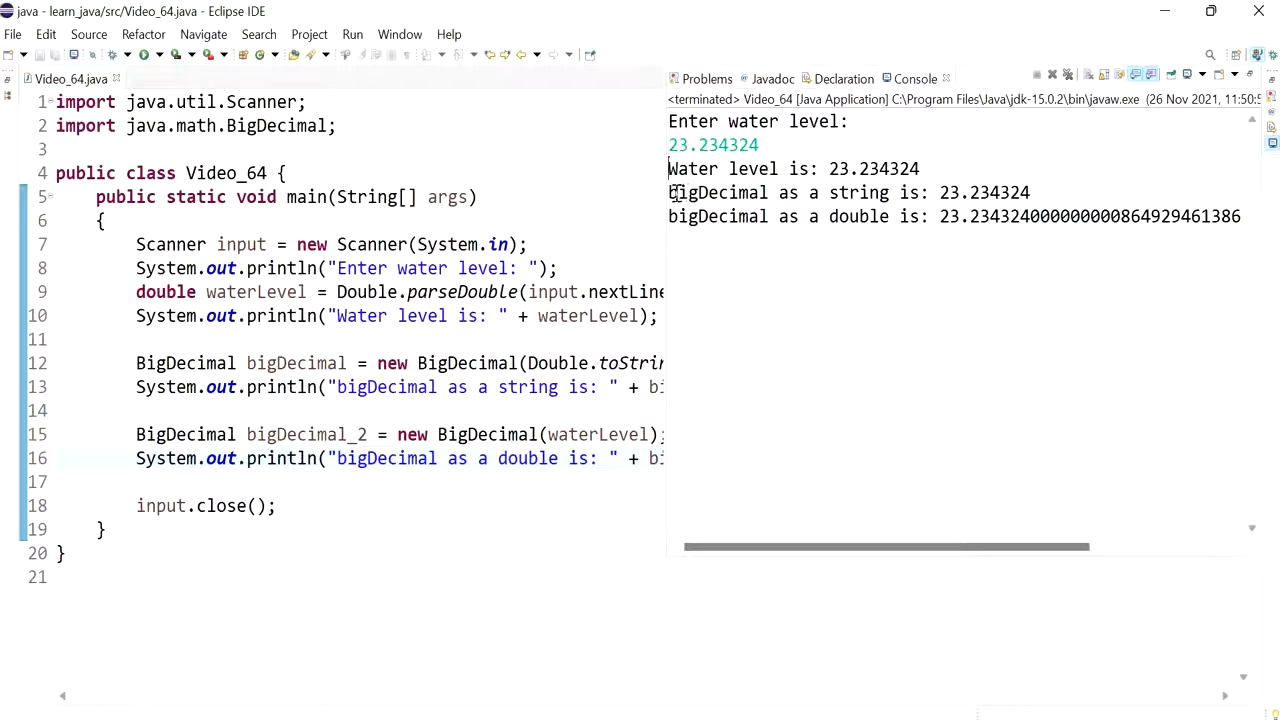 java - learn_java/src/Video_64.java - Eclipse IDE
File Edit Source Refactor Navigate Search Project Run Window Help
Video_64.java
1 import java.util.Scanner;
2 import java.math.BigDecimal;
3
4 public class Video_64 {
5 public static void main(String[] args)
6 {
7 Scanner input = new Scanner(System.in);
8 System.out.println("Enter water level: ");
9 double waterLevel = Double.parseDouble(input.nextLine
10 System.out.println("Water level is: " + waterLevel);
11
12 BigDecimal bigDecimal = new BigDecimal(Double.toStrin
13 System.out.println("bigDecimal as a string is: " + bi
14
15 BigDecimal bigDecimal_2 = new BigDecimal(waterLevel);
16 System.out.println("bigDecimal as a double is: " + bi
17
18 input.close();
19 }
20 }
21
Problems Javadoc Declaration Console
<terminated> Video_64 [Java Application] C:\Program Files\Java\jdk-15.0.2\bin\javaw.exe (26 Nov 2021, 11:50:5
Enter water level:
23.234324
Water level is: 23.234324
bigDecimal as a string is: 23.234324
bigDecimal as a double is: 23.234324000000000864929461386